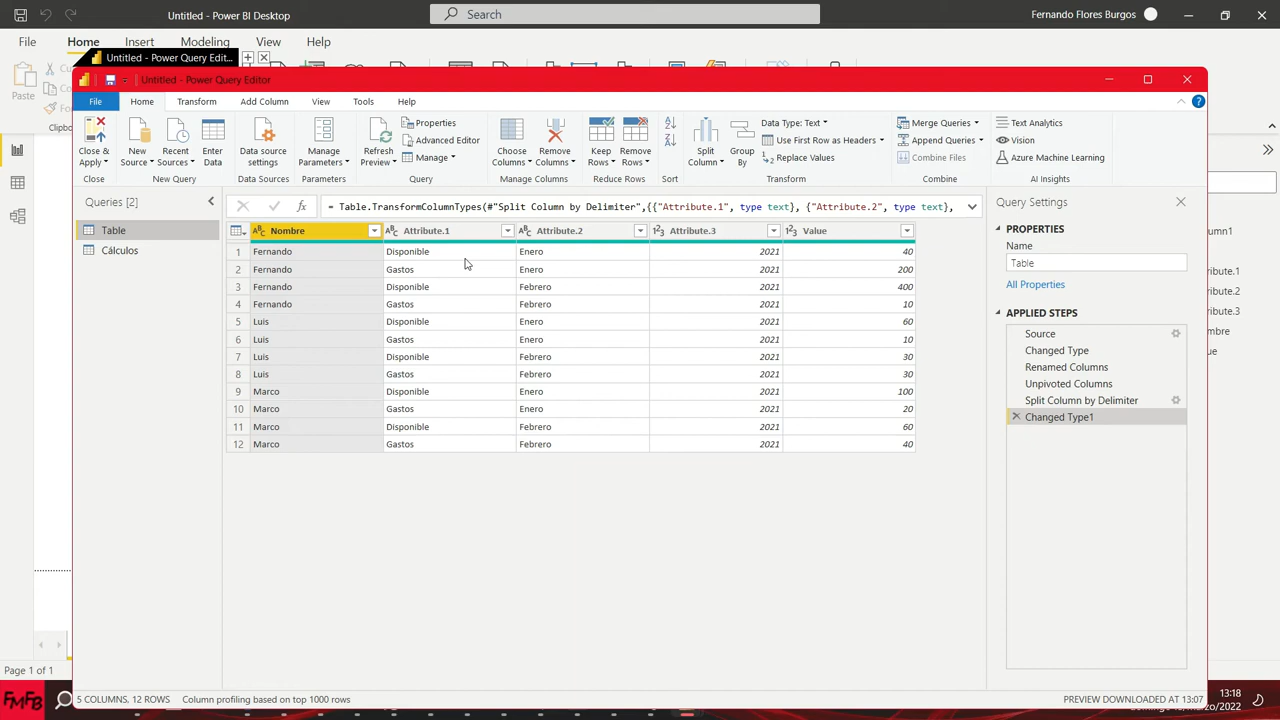 Untitled - Power BI Desktop
Search
Fernando Flores Burgos
File
Home
Insert
Modeling
View
Help
Untitled - Power Query Edit...
Untitled - Power Query Editor
File
Home
Transform
Add Column
View
Tools
Help
Paste
Clipbo
Close & Apply
New Source
Recent Sources
Enter Data
Data source settings
Manage Parameters
Refresh Preview
Properties
Advanced Editor
Manage
Choose Columns
Remove Columns
Keep Rows
Remove Rows
Split Column
Group By
Data Type: Text
Use First Row as Headers
Replace Values
Merge Queries
Append Queries
Combine Files
Text Analytics
Vision
Azure Machine Learning
Close
New Query
Data Sources
Parameters
Query
Manage Columns
Reduce Rows
Sort
Transform
Combine
AI Insights
Queries [2]
= Table.TransformColumnTypes(#"Split Column by Delimiter",{{"Attribute.1", type text}, {"Attribute.2", type text},
Query Settings
Table
Cálculos
Nombre Attribute.1 Attribute.2 Attribute.3 Value
1 Fernando Disponible Enero 2021 40
2 Fernando Gastos Enero 2021 200
3 Fernando Disponible Febrero 2021 400
4 Fernando Gastos Febrero 2021 10
5 Luis Disponible Enero 2021 60
6 Luis Gastos Enero 2021 10
7 Luis Disponible Febrero 2021 30
8 Luis Gastos Febrero 2021 30
9 Marco Disponible Enero 2021 100
10 Marco Gastos Enero 2021 20
11 Marco Disponible Febrero 2021 60
12 Marco Gastos Febrero 2021 40
PROPERTIES
Name
Table
All Properties
APPLIED STEPS
Source
Changed Type
Renamed Columns
Unpivoted Columns
Split Column by Delimiter
Changed Type1
Page 1 of 1
5 COLUMNS, 12 ROWS
Column profiling based on top 1000 rows
PREVIEW DOWNLOADED AT 13:07
FMFB
13:18